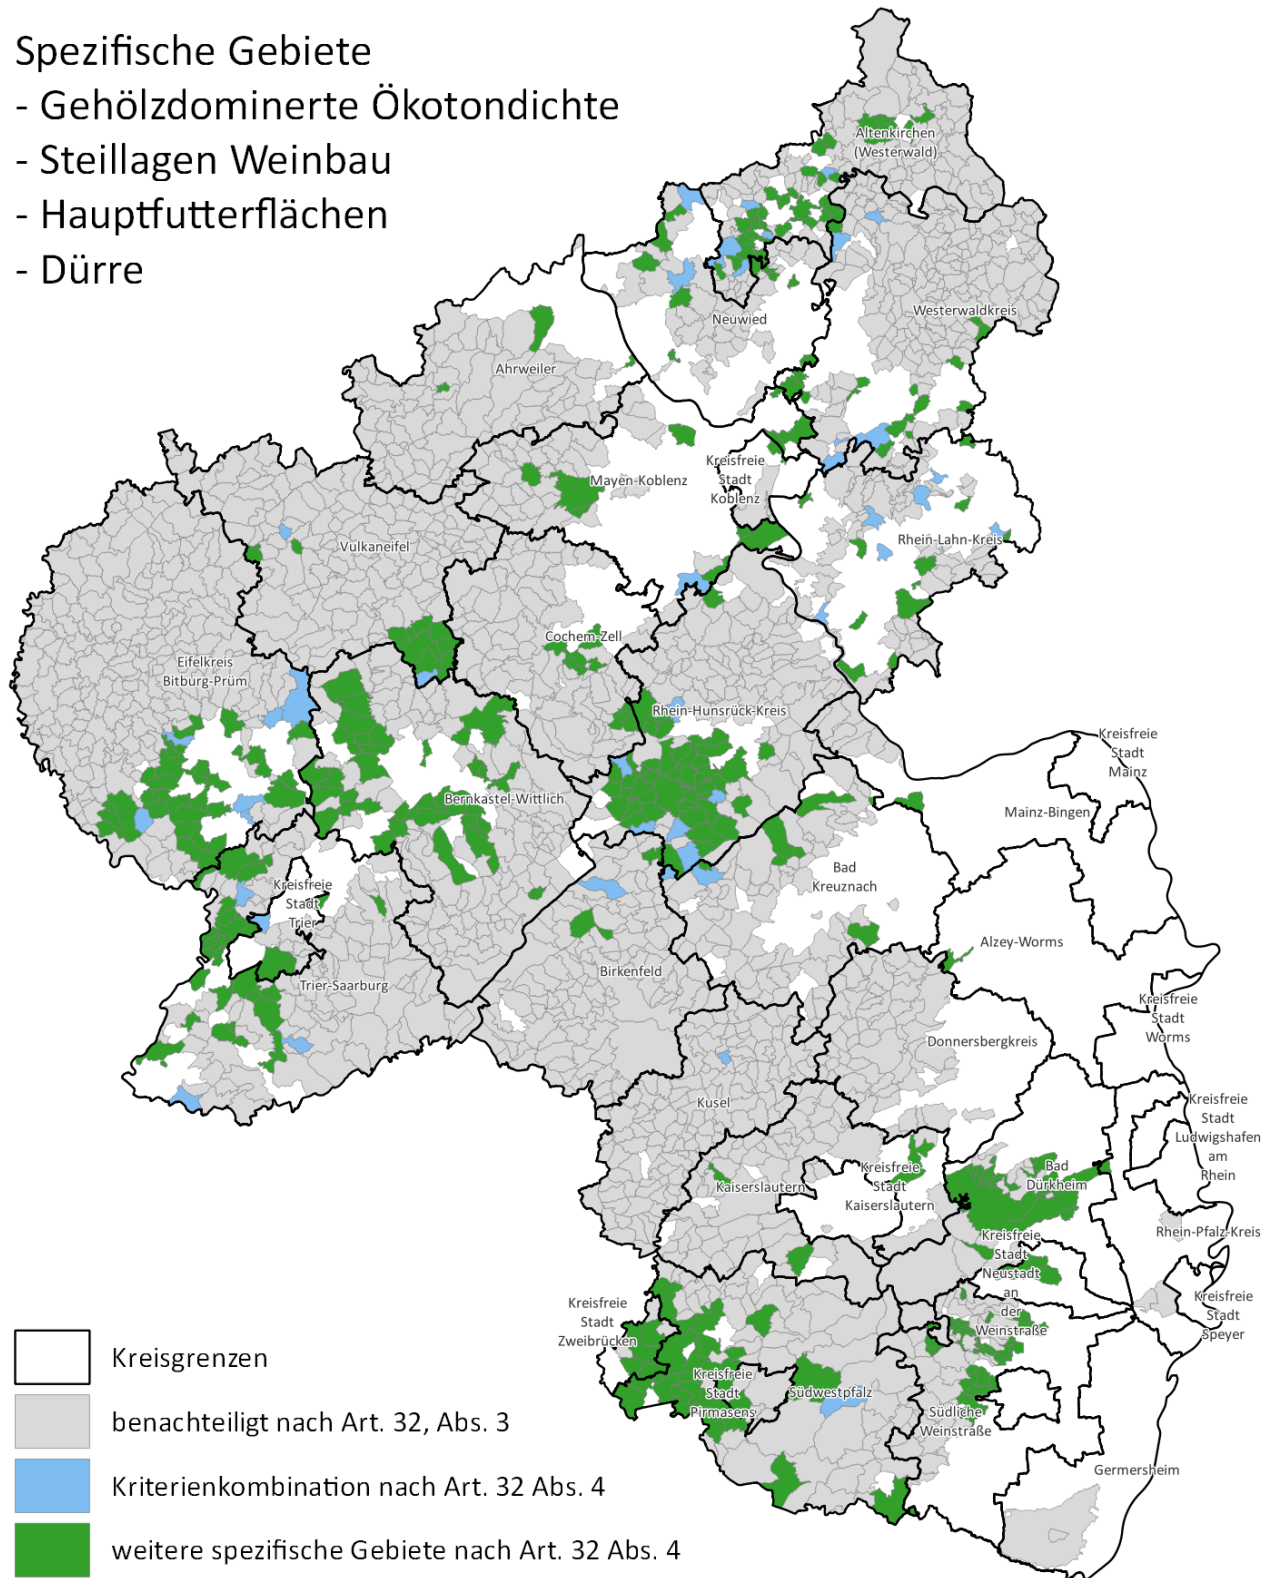 Spezifische Gebiete
- Gehölzdominerte Ökotondichte
- Steillagen Weinbau
- Hauptfutterflächen
- Dürre
Altenkirchen
(Westerwald)
Neuwied
Westerwaldkreis
Ahrweiler
Mayen-Koblenz
Kreisfreie
Stadt
Koblenz
Rhein-Lahn-Kreis
Vulkaneifel
Cochem-Zell
Eifelkreis
Bitburg-Prüm
Rhein-Hunsrück-Kreis
Kreisfreie
Stadt
Mainz
Mainz-Bingen
Bernkastel-Wittlich
Bad
Kreuznach
Kreisfreie
Stadt
Trier
Alzey-Worms
Birkenfeld
Trier-Saarburg
Kreisfreie
Stadt
Worms
Donnersbergkreis
Kusel
Kreisfreie
Stadt
Ludwigshafen
am
Rhein
Kaiserslautern
Kreisfreie
Stadt
Kaiserslautern
Bad
Dürkheim
Rhein-Pfalz-Kreis
Kreisfreie
Stadt
Neustadt
an
der
Weinstraße
Kreisfreie
Stadt
Speyer
Kreisfreie
Stadt
Zweibrücken
Kreisfreie
Stadt
Pirmasens
Südwestpfalz
Südliche
Weinstraße
Germersheim
Kreisgrenzen
benachteiligt nach Art. 32, Abs. 3
Kriterienkombination nach Art. 32 Abs. 4
weitere spezifische Gebiete nach Art. 32 Abs. 4